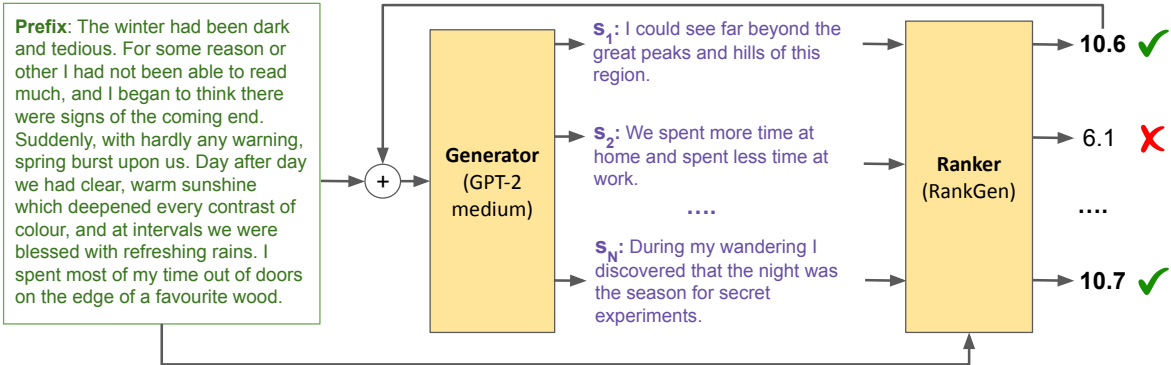 Prefix: The winter had been dark
and tedious. For some reason or
other I had not been able to read
much, and I began to think there
were signs of the coming end.
Suddenly, with hardly any warning,
spring burst upon us. Day after day
we had clear, warm sunshine
which deepened every contrast of
colour, and at intervals we were
blessed with refreshing rains. I
spent most of my time out of doors
on the edge of a favourite wood.
+
Generator
(GPT-2
medium)
s1: I could see far beyond the
great peaks and hills of this
region.
s2: We spent more time at
home and spent less time at
work.
....
sN: During my wandering I
discovered that the night was
the season for secret
experiments.
Ranker
(RankGen)
10.6
6.1
....
10.7